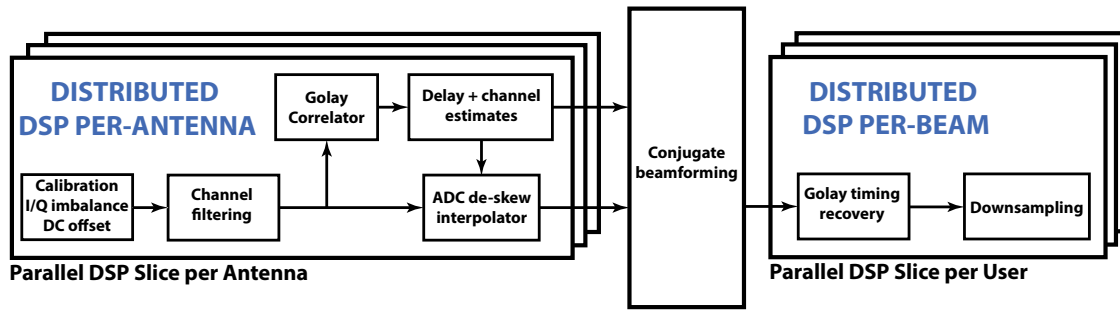 DISTRIBUTED
DSP PER-ANTENNA
Golay
Correlator
Delay + channel
estimates
Calibration
I/Q imbalance
DC offset
Channel
filtering
ADC de-skew
interpolator
Parallel DSP Slice per Antenna
Conjugate
beamforming
DISTRIBUTED
DSP PER-BEAM
Golay timing
recovery
Downsampling
Parallel DSP Slice per User